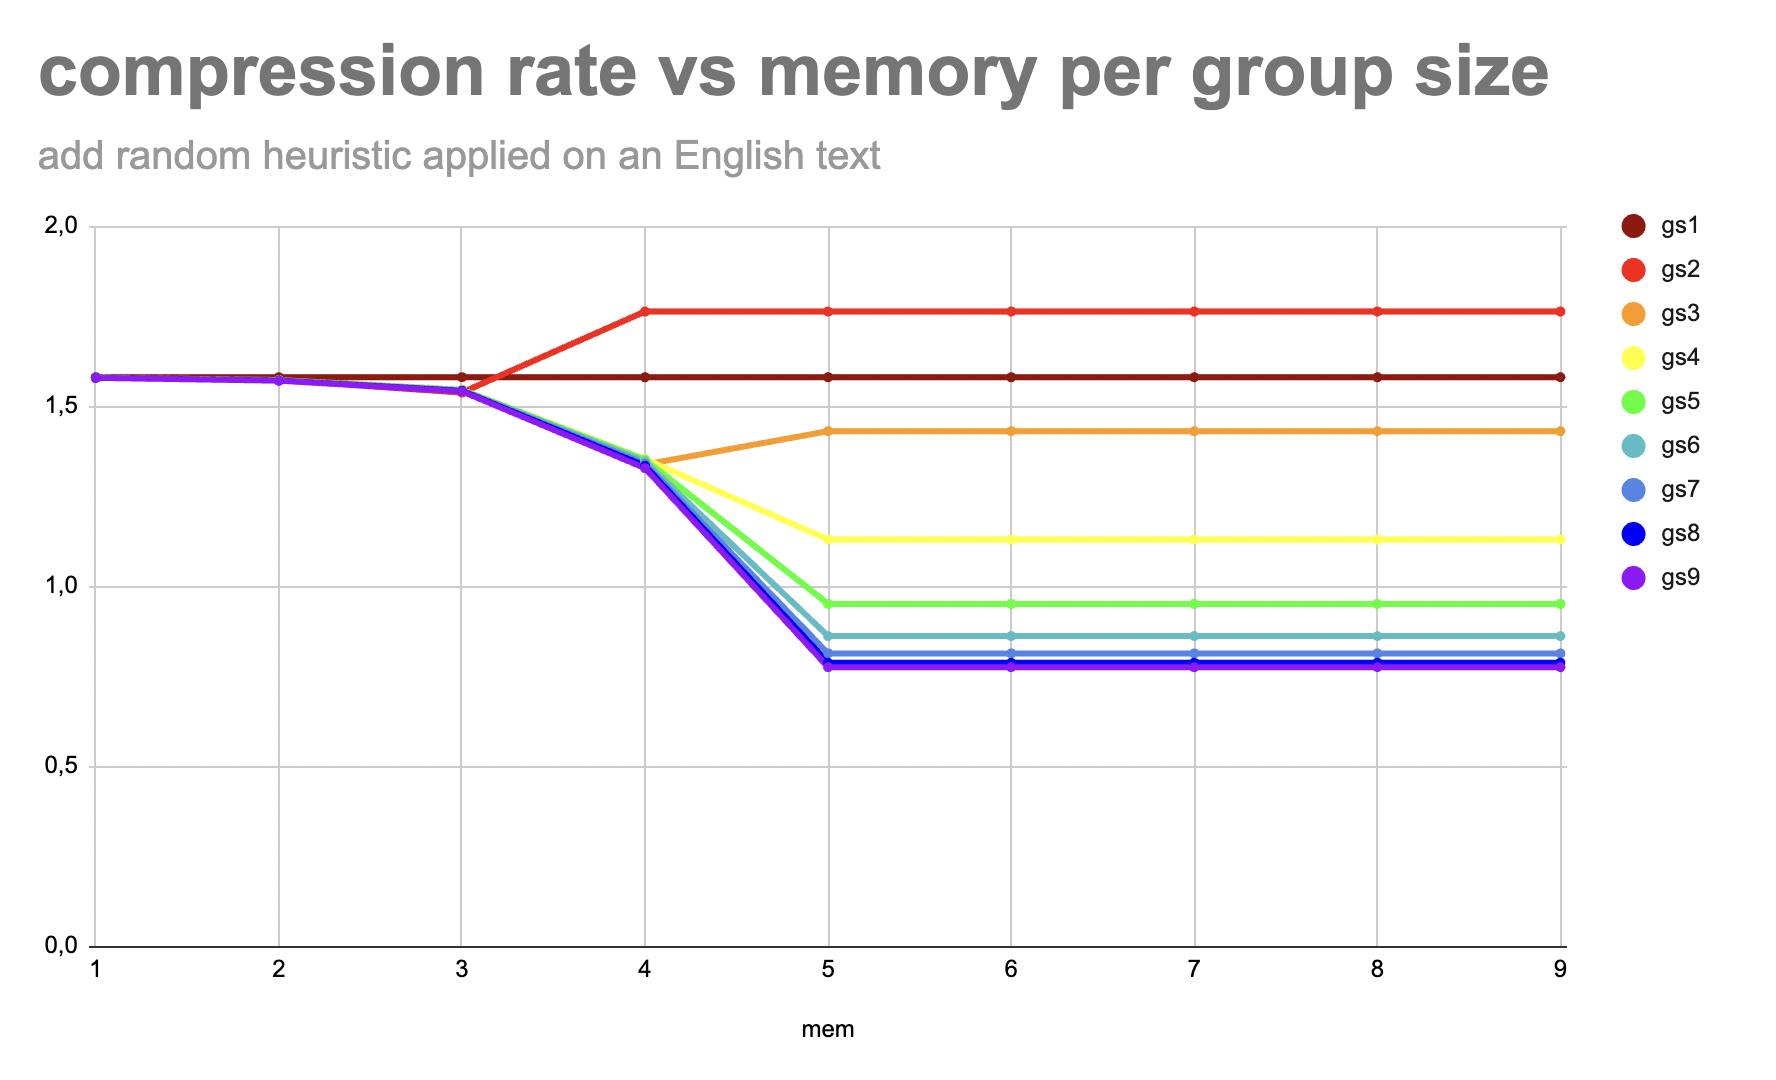 compression rate vs memory per group size
add random heuristic applied on an English text
2,0
1,5
1,0
0,5
0,0
1 2 3 4 5 6 7 8 9
mem
gs1
gs2
gs3
gs4
gs5
gs6
gs7
gs8
gs9